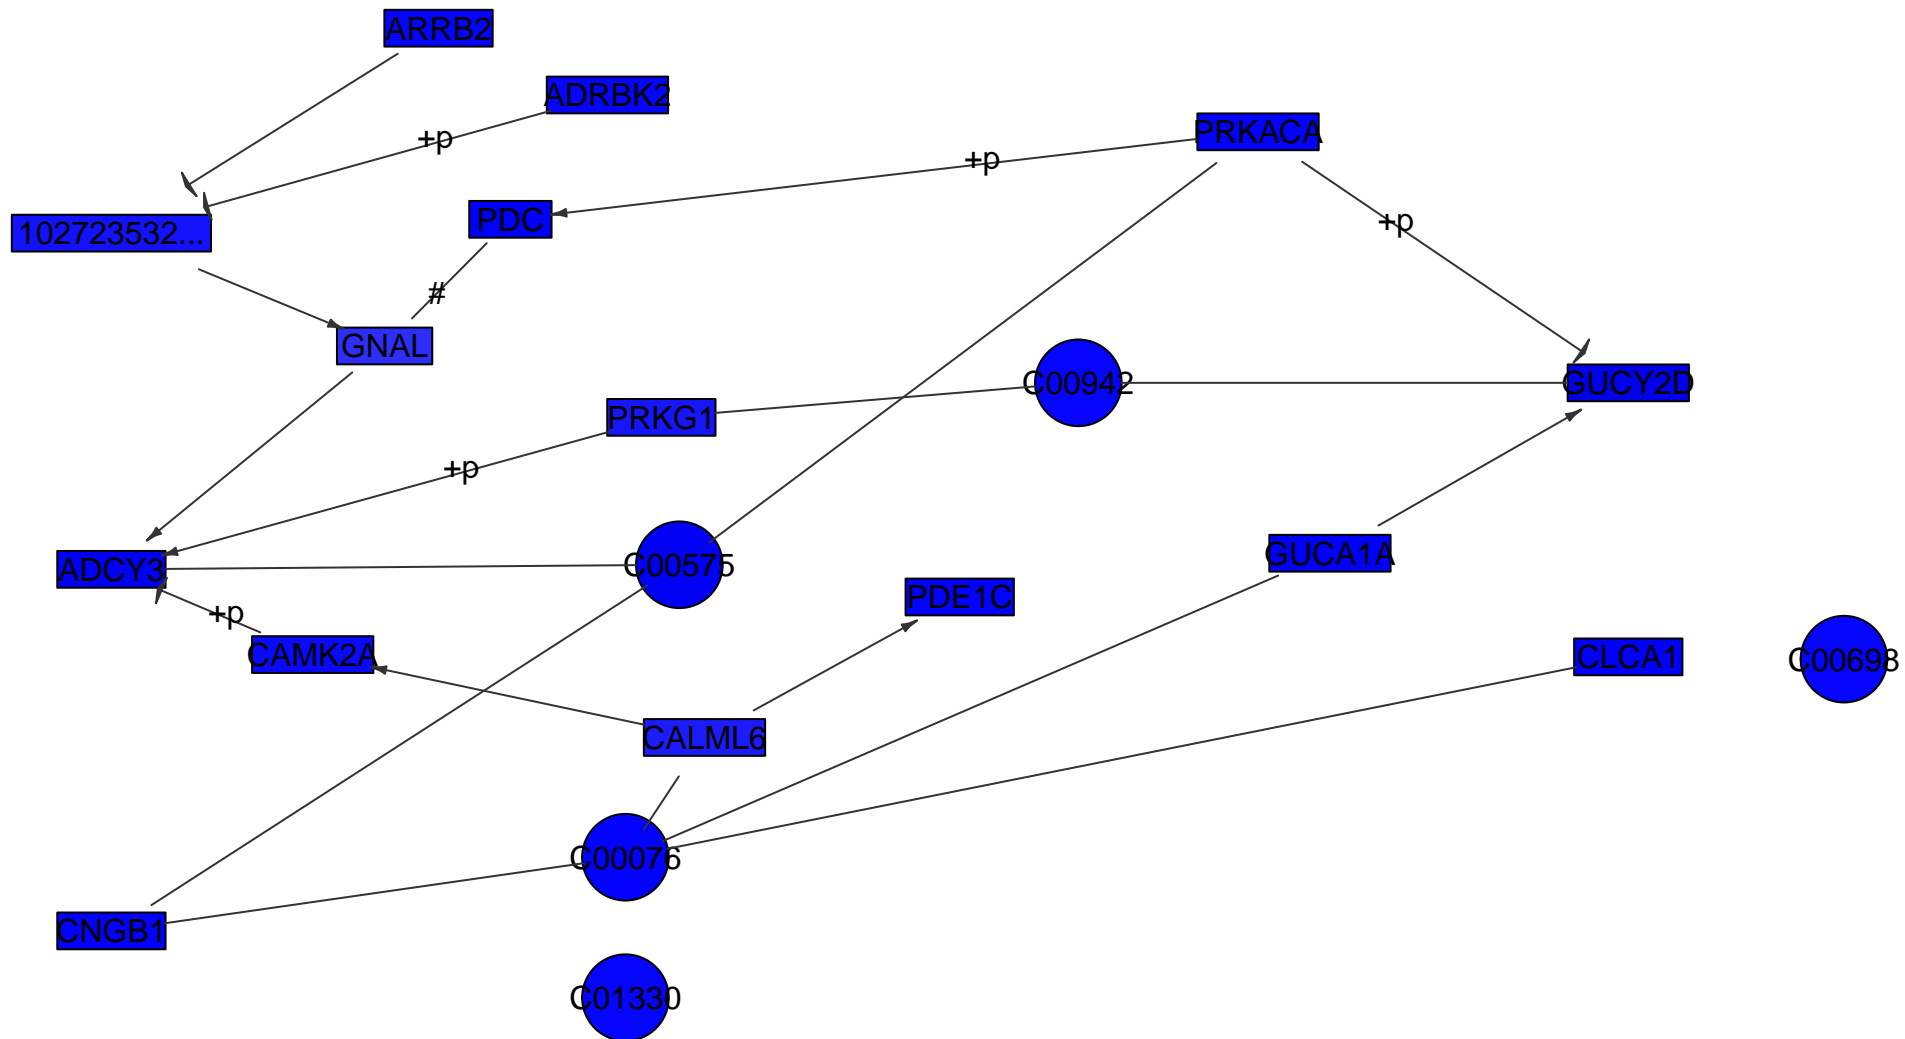 ARRB2
ADRBK2
PRKACA
+p
+p
102723532...
PDC
+p
#
GNAL
C00942
GUCY2D
PRKG1
+p
ADCY3
C00575
GUCA1A
PDE1C
+p
CAMK2A
CLCA1
C00698
CALML6
C00076
CNGB1
C01330